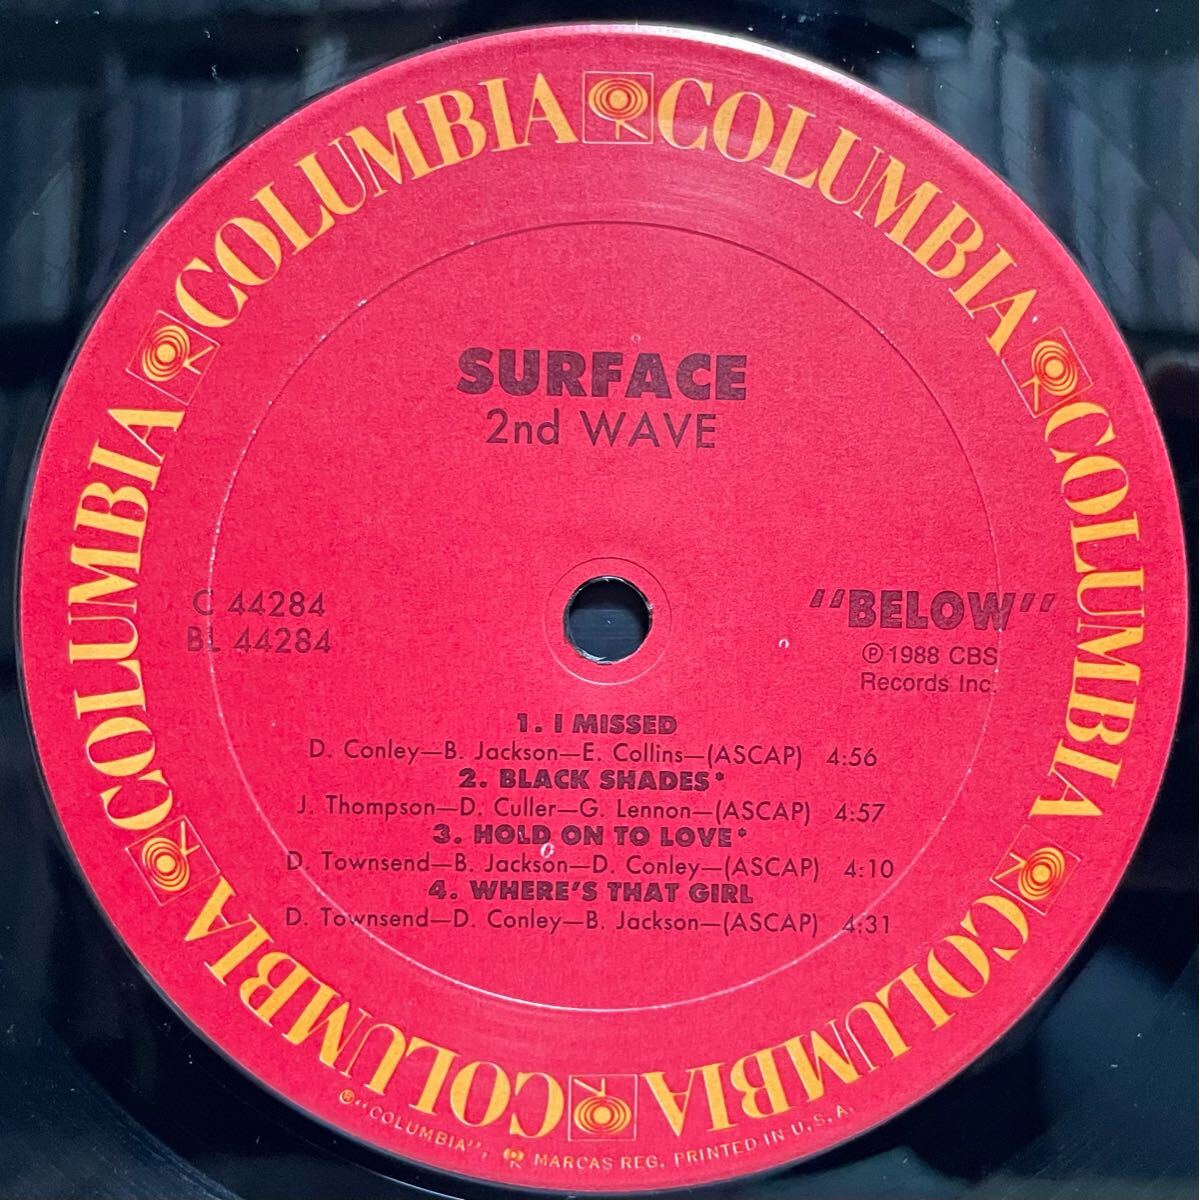 COLUMBIA COLUMBIA COLUMBIA COLUMBIA COLUMBIA COLUMBIA COLUMBIA COLUMBIA
SURFACE
2nd WAVE
C 44284
BL 44284
"BELOW"
℗ 1988 CBS
Records Inc.
1. I MISSED
D. Conley—B. Jackson—E. Collins—(ASCAP) 4:56
2. BLACK SHADES*
J. Thompson—D. Culler—G. Lennon—(ASCAP) 4:57
3. HOLD ON TO LOVE*
D. Townsend—B. Jackson—D. Conley—(ASCAP) 4:10
4. WHERE'S THAT GIRL
D. Townsend—D. Conley—B. Jackson—(ASCAP) 4:31
® "COLUMBIA", MARCAS REG. PRINTED IN U.S.A.